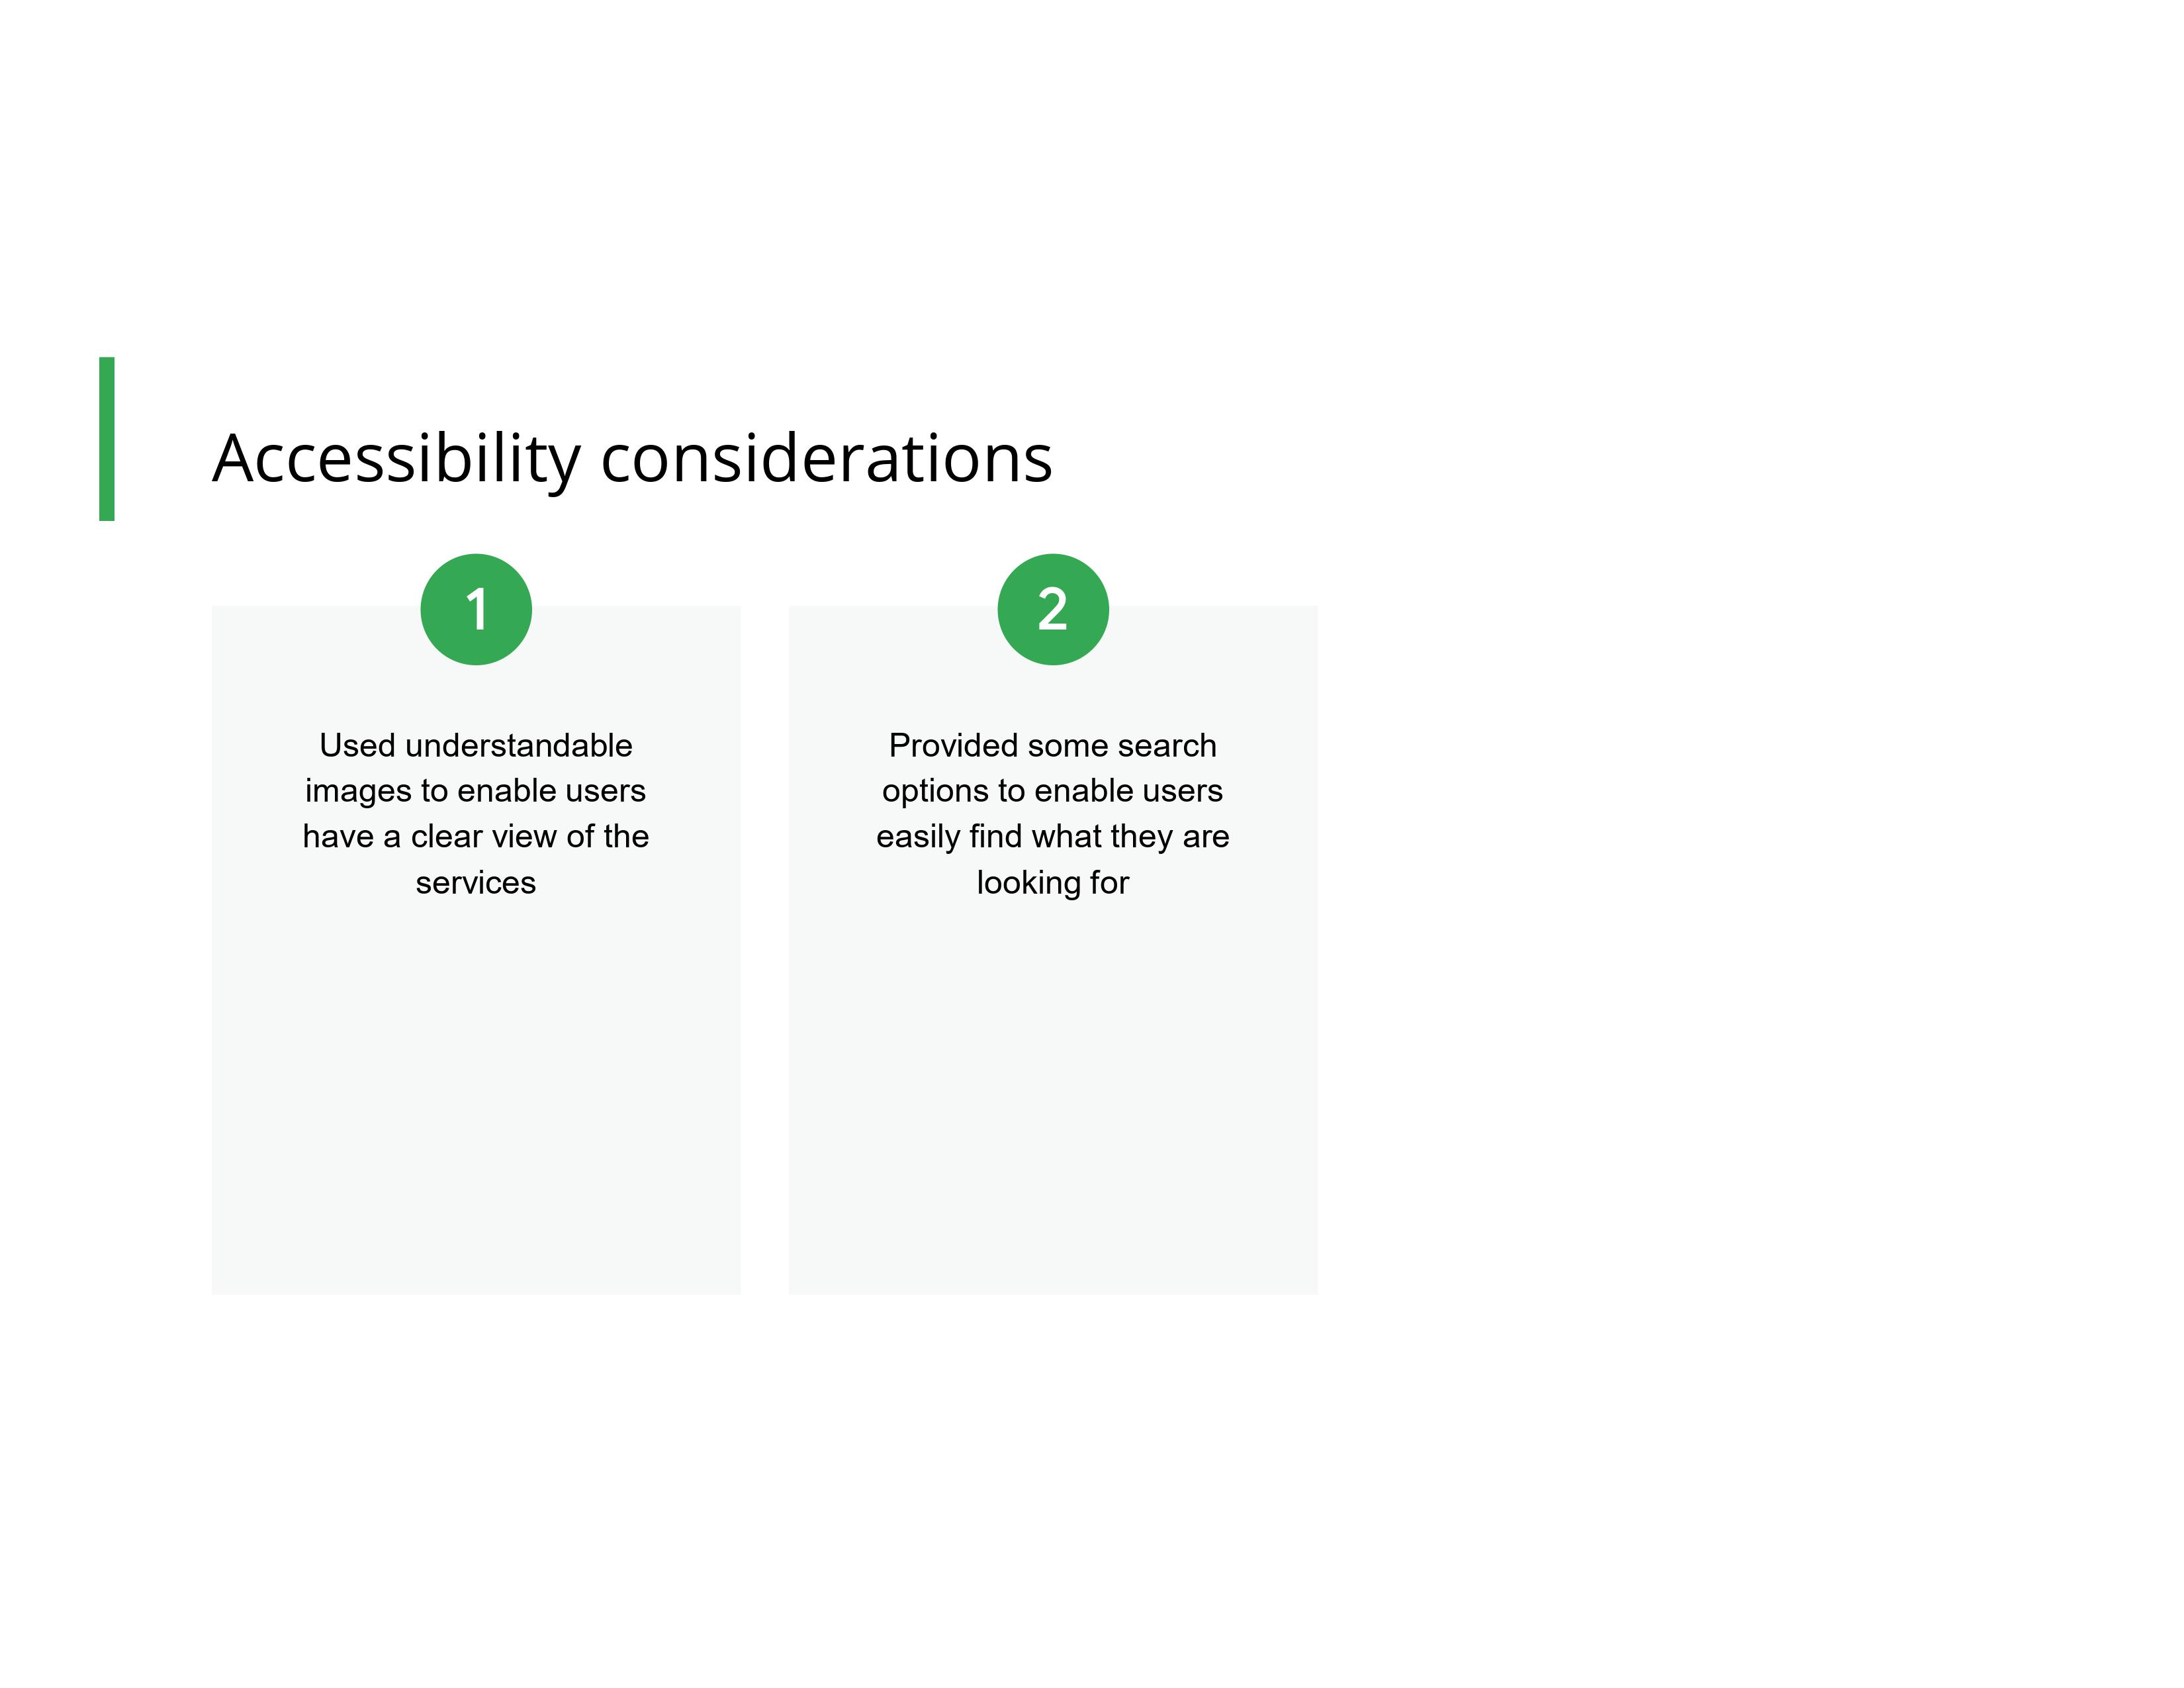 Accessibility considerations
1
Used understandable
images to enable users
have a clear view of the
services
2
Provided some search
options to enable users
easily find what they are
looking for